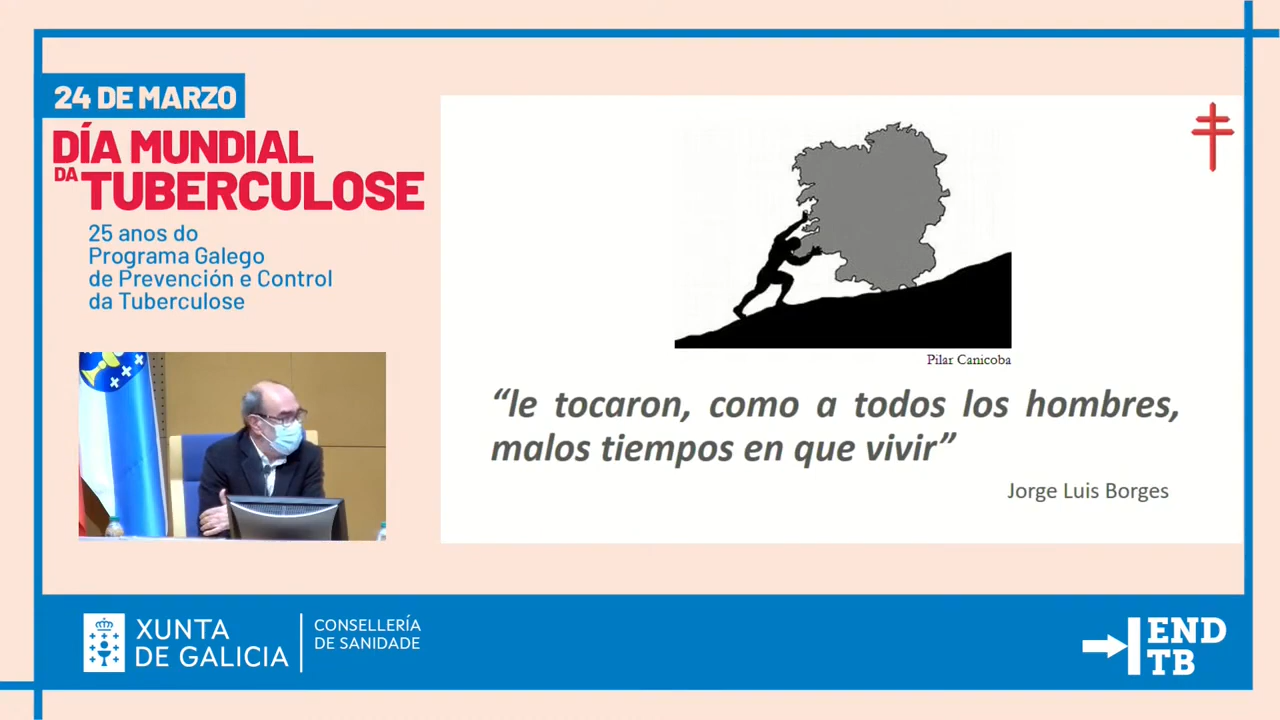 24 DE MARZO
DÍA MUNDIAL
DA TUBERCULOSE
25 anos do
Programa Galego
de Prevención e Control
da Tuberculose
Pilar Canicoba
“le tocaron, como a todos los hombres,
malos tiempos en que vivir”
Jorge Luis Borges
XUNTA
DE GALICIA
CONSELLERÍA
DE SANIDADE
END
TB